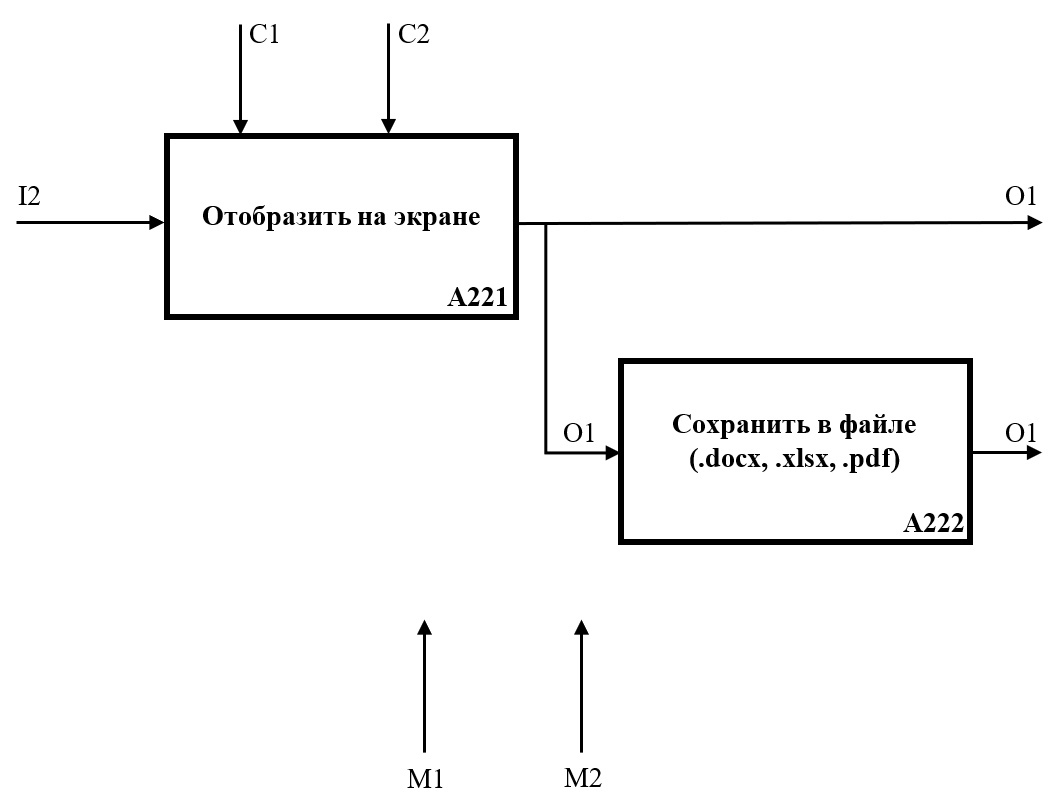 C1
C2
I2
Отобразить на экране
A221
O1
O1
Сохранить в файле
(.docx, .xlsx, .pdf)
A222
O1
M1
M2